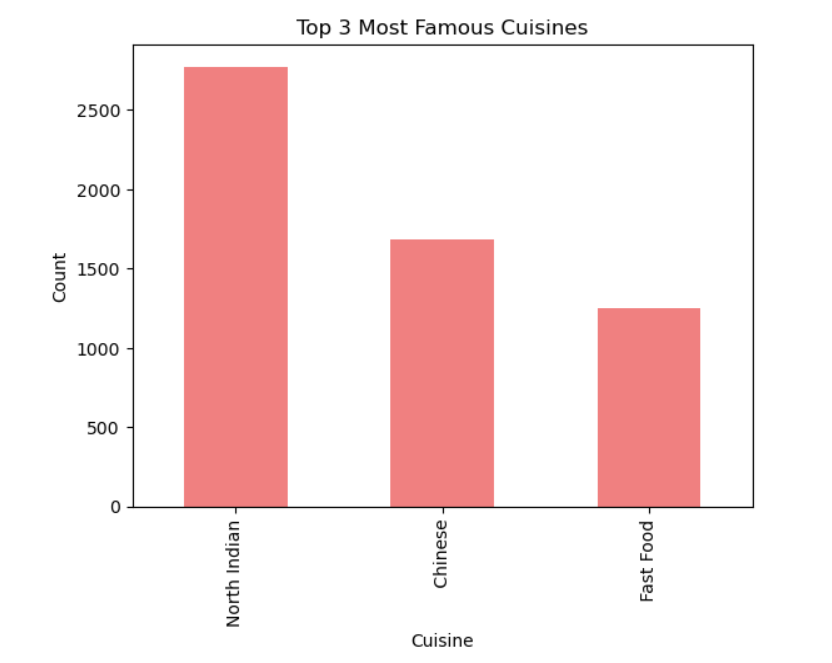 Top 3 Most Famous Cuisines
Count
2500
2000
1500
1000
500
0
North Indian
Chinese
Fast Food
Cuisine